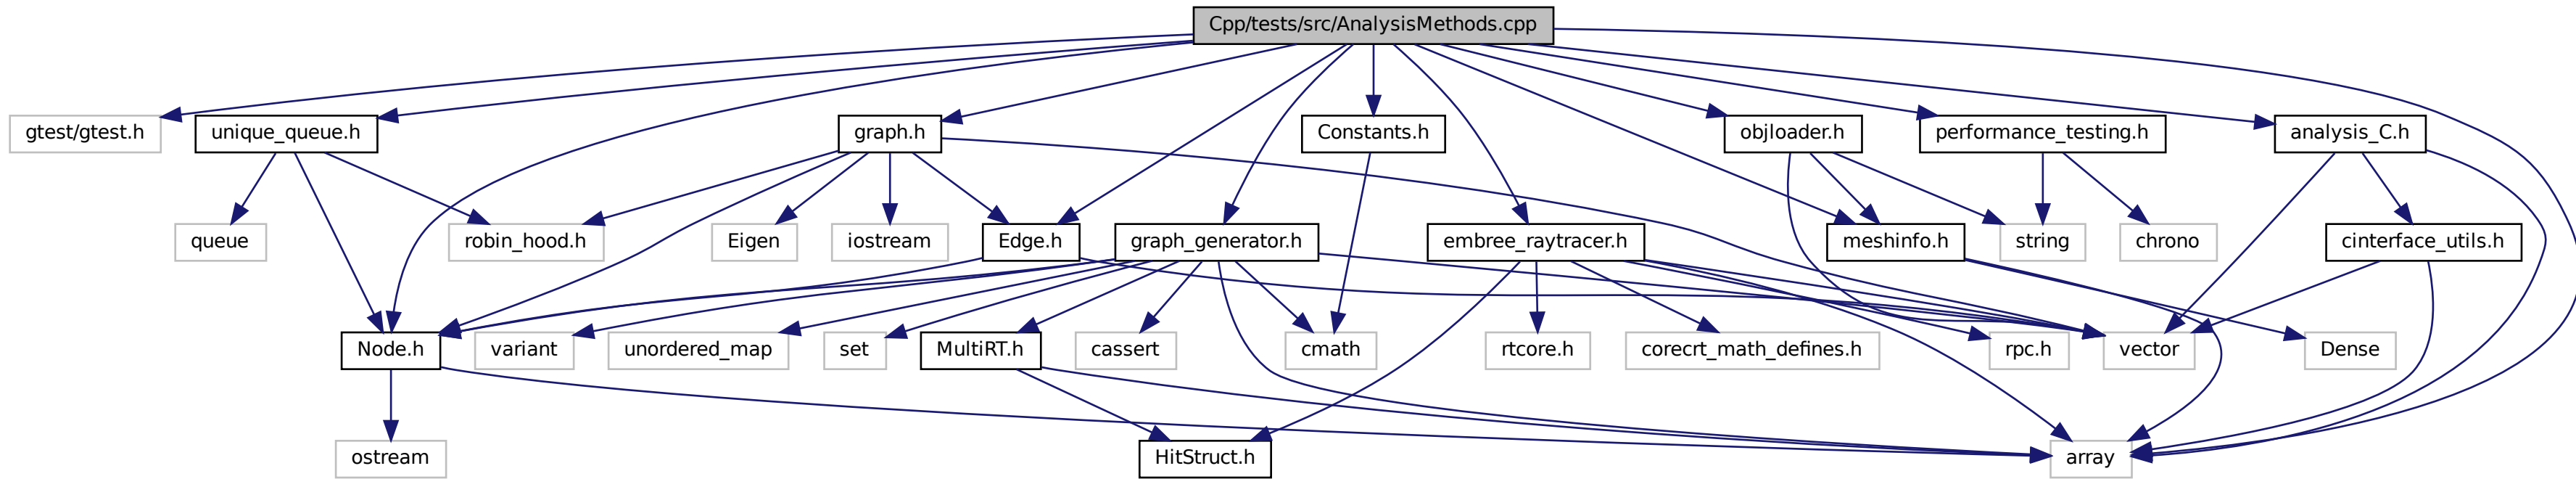 Cpp/tests/src/AnalysisMethods.cpp
gtest/gtest.h
unique_queue.h
graph.h
Constants.h
objloader.h
performance_testing.h
analysis_C.h
queue
robin_hood.h
Eigen
iostream
Edge.h
graph_generator.h
embree_raytracer.h
meshinfo.h
string
chrono
cinterface_utils.h
Node.h
variant
unordered_map
set
MultiRT.h
cassert
cmath
rtcore.h
corecrt_math_defines.h
rpc.h
vector
Dense
ostream
HitStruct.h
array